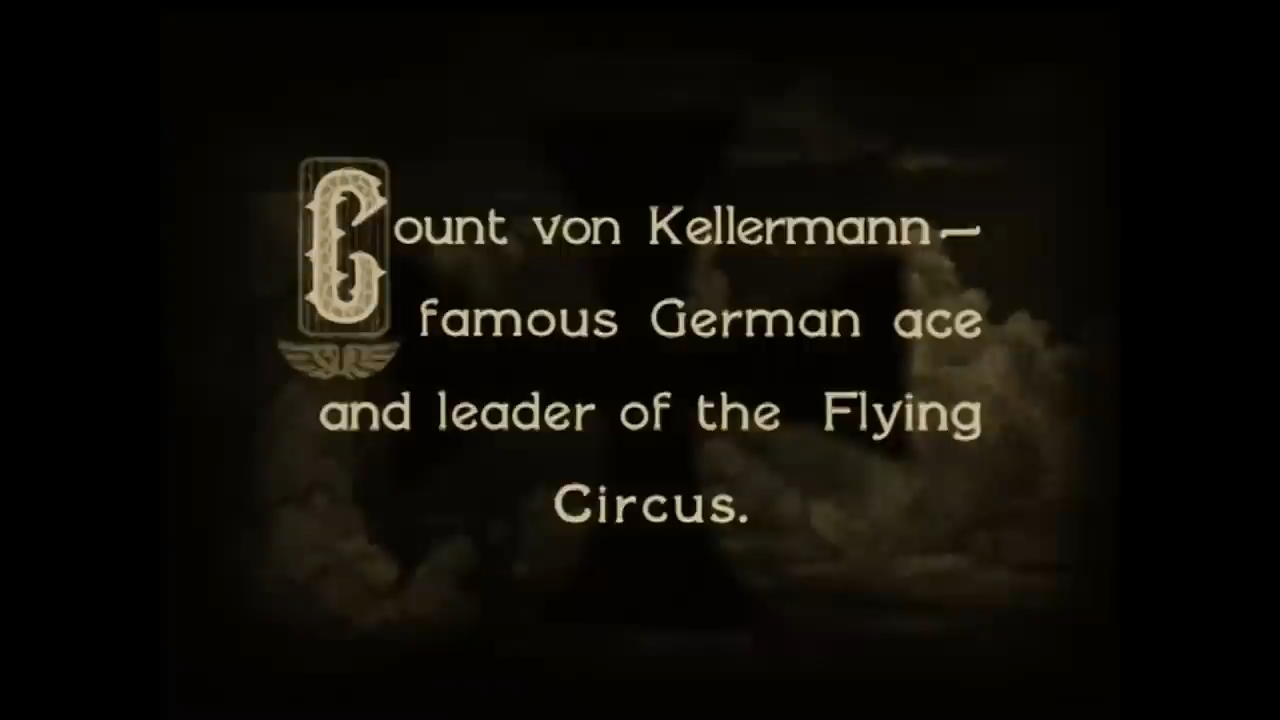 Count von Kellermann—
famous German ace
and leader of the Flying
Circus.